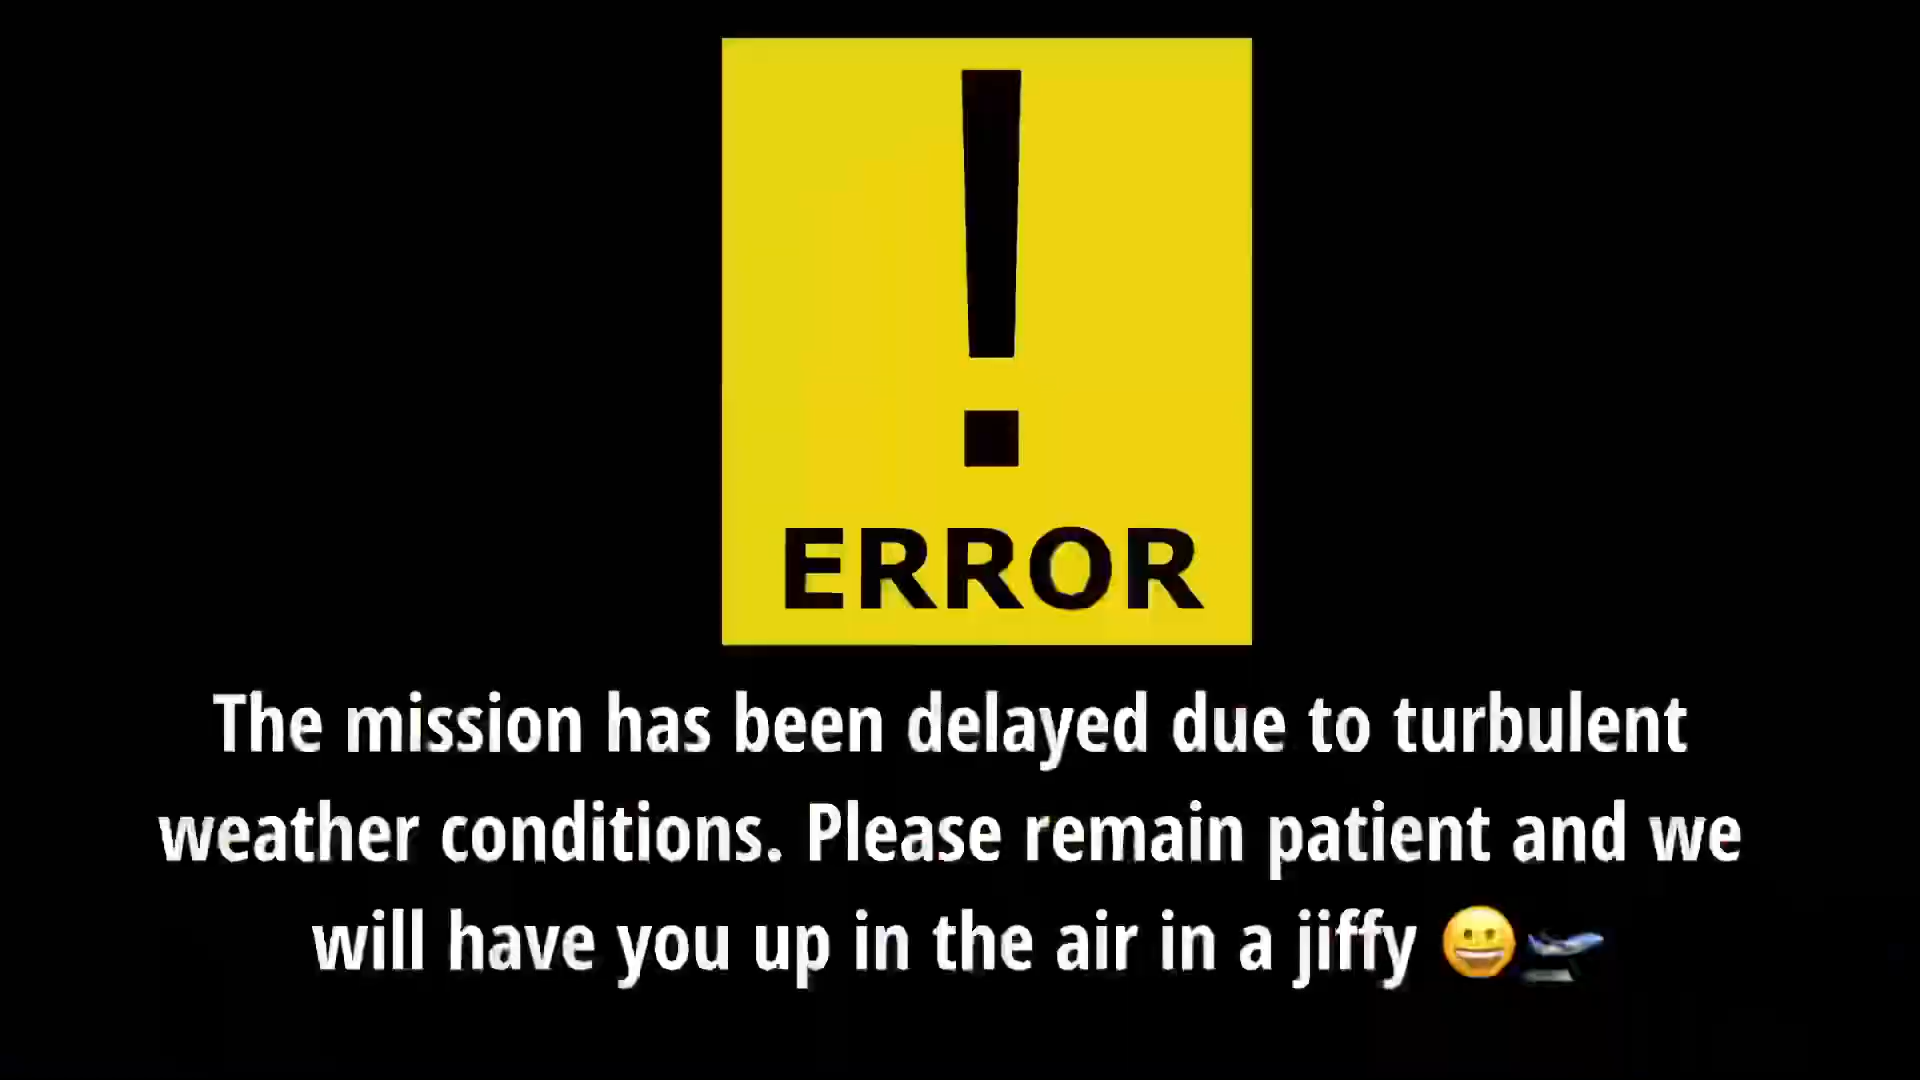 !
ERROR
The mission has been delayed due to turbulent
weather conditions. Please remain patient and we
will have you up in the air in a jiffy 😀🛫